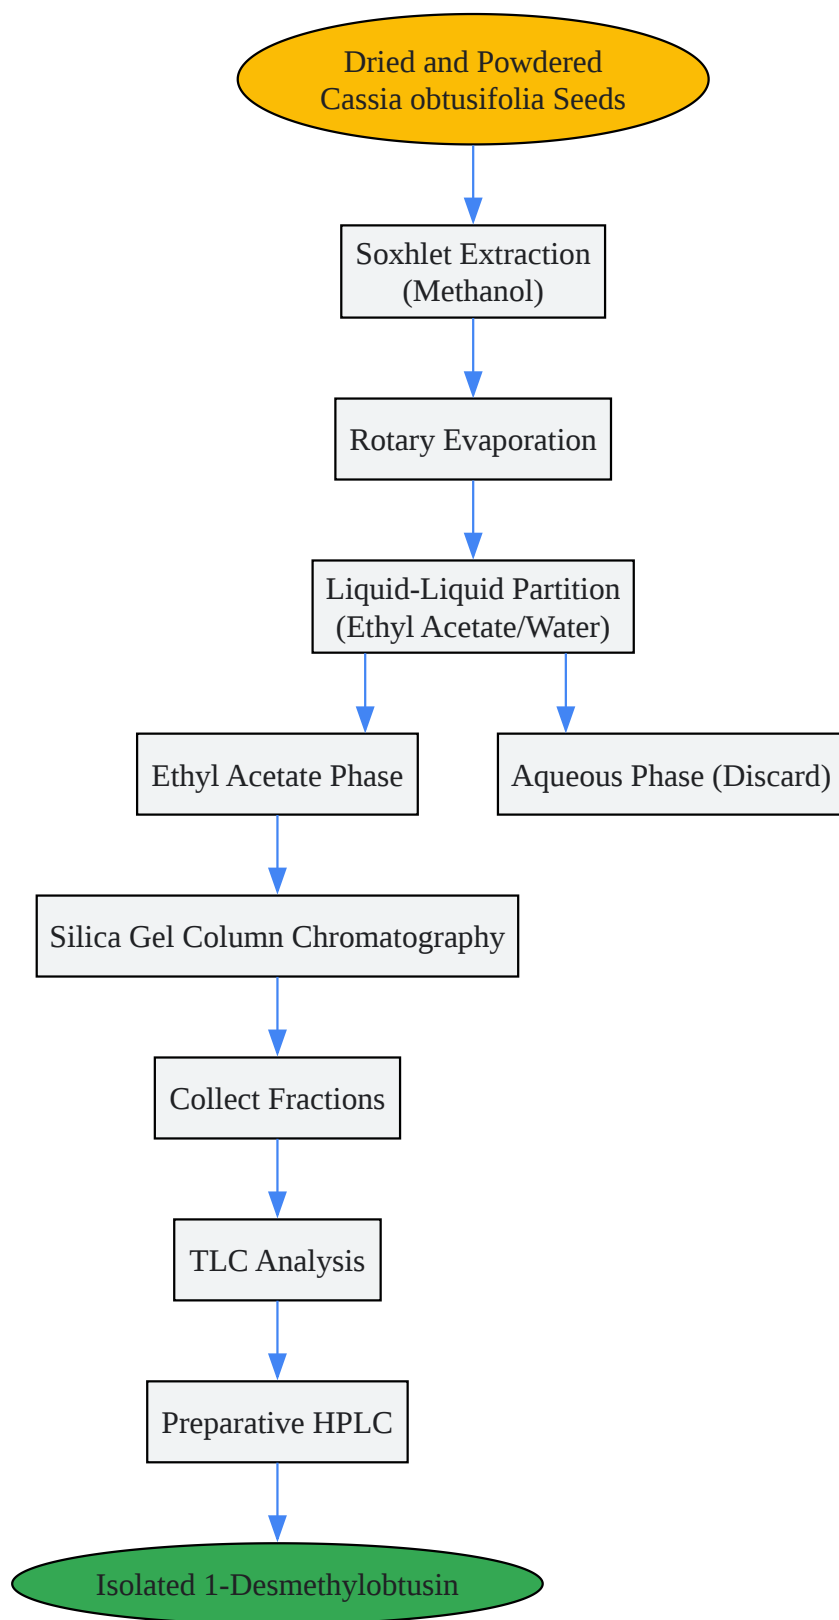 Dried and Powdered
Cassia obtusifolia Seeds
Soxhlet Extraction
(Methanol)
Rotary Evaporation
Liquid-Liquid Partition
(Ethyl Acetate/Water)
Ethyl Acetate Phase
Aqueous Phase (Discard)
Silica Gel Column Chromatography
Collect Fractions
TLC Analysis
Preparative HPLC
Isolated 1-Desmethylobtusin